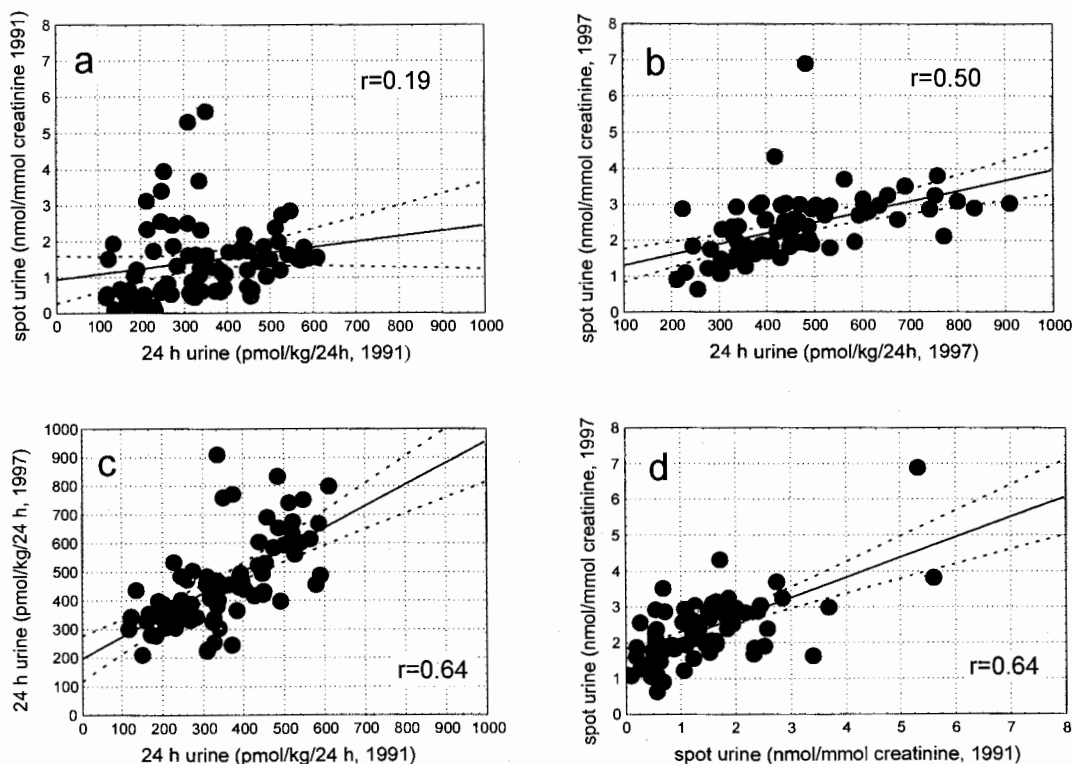 a
r=0.19
spot urine (nmol/mmol creatinine 1991)
8
7
6
5
4
3
2
1
0
0 100 200 300 400 500 600 700 800 900 1000
24 h urine (pmol/kg/24h, 1991)
b
r=0.50
spot urine (nmol/mmol creatinine, 1997
8
7
6
5
4
3
2
1
0
100 200 300 400 500 600 700 800 900 1000
24 h urine (pmol/kg/24h, 1997)
c
r=0.64
24 h urine (pmol/kg/24 h, 1997)
1000
900
800
700
600
500
400
300
200
100
0
0 100 200 300 400 500 600 700 800 900 1000
24 h urine (pmol/kg/24 h, 1991)
d
r=0.64
spot urine (nmol/mmol creatinine, 1997
8
7
6
5
4
3
2
1
0
0 1 2 3 4 5 6 7 8
spot urine (nmol/mmol creatinine, 1991)